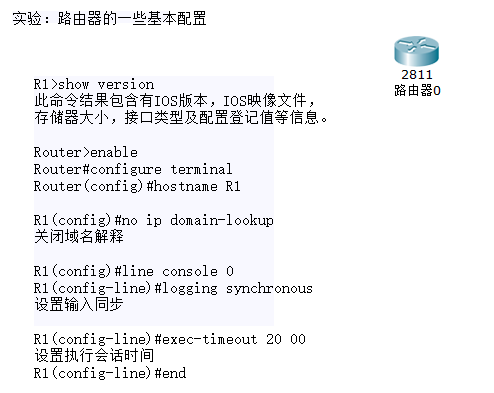 实验：路由器的一些基本配置
2811
路由器0
R1>show version
此命令结果包含有IOS版本，IOS映像文件，
存储器大小，接口类型及配置登记值等信息。
Router>enable
Router#configure terminal
Router(config)#hostname R1
R1(config)#no ip domain-lookup
关闭域名解释
R1(config)#line console 0
R1(config-line)#logging synchronous
设置输入同步
R1(config-line)#exec-timeout 20 00
设置执行会话时间
R1(config-line)#end